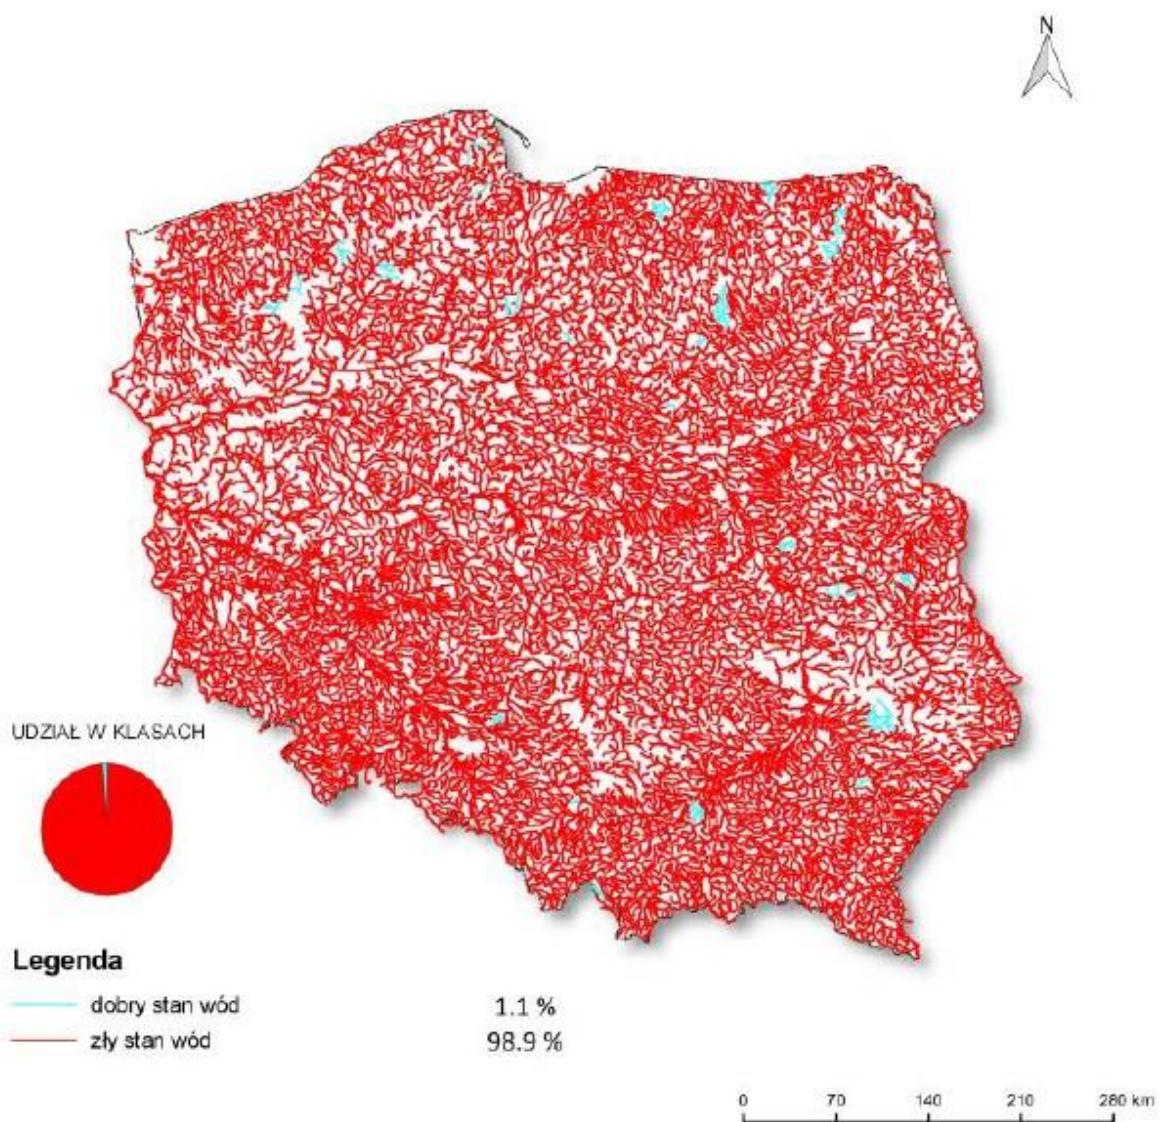 N
UDZIAŁ W KLASACH
Legenda
dobry stan wód 1.1 %
zły stan wód 98.9 %
0 70 140 210 280 km